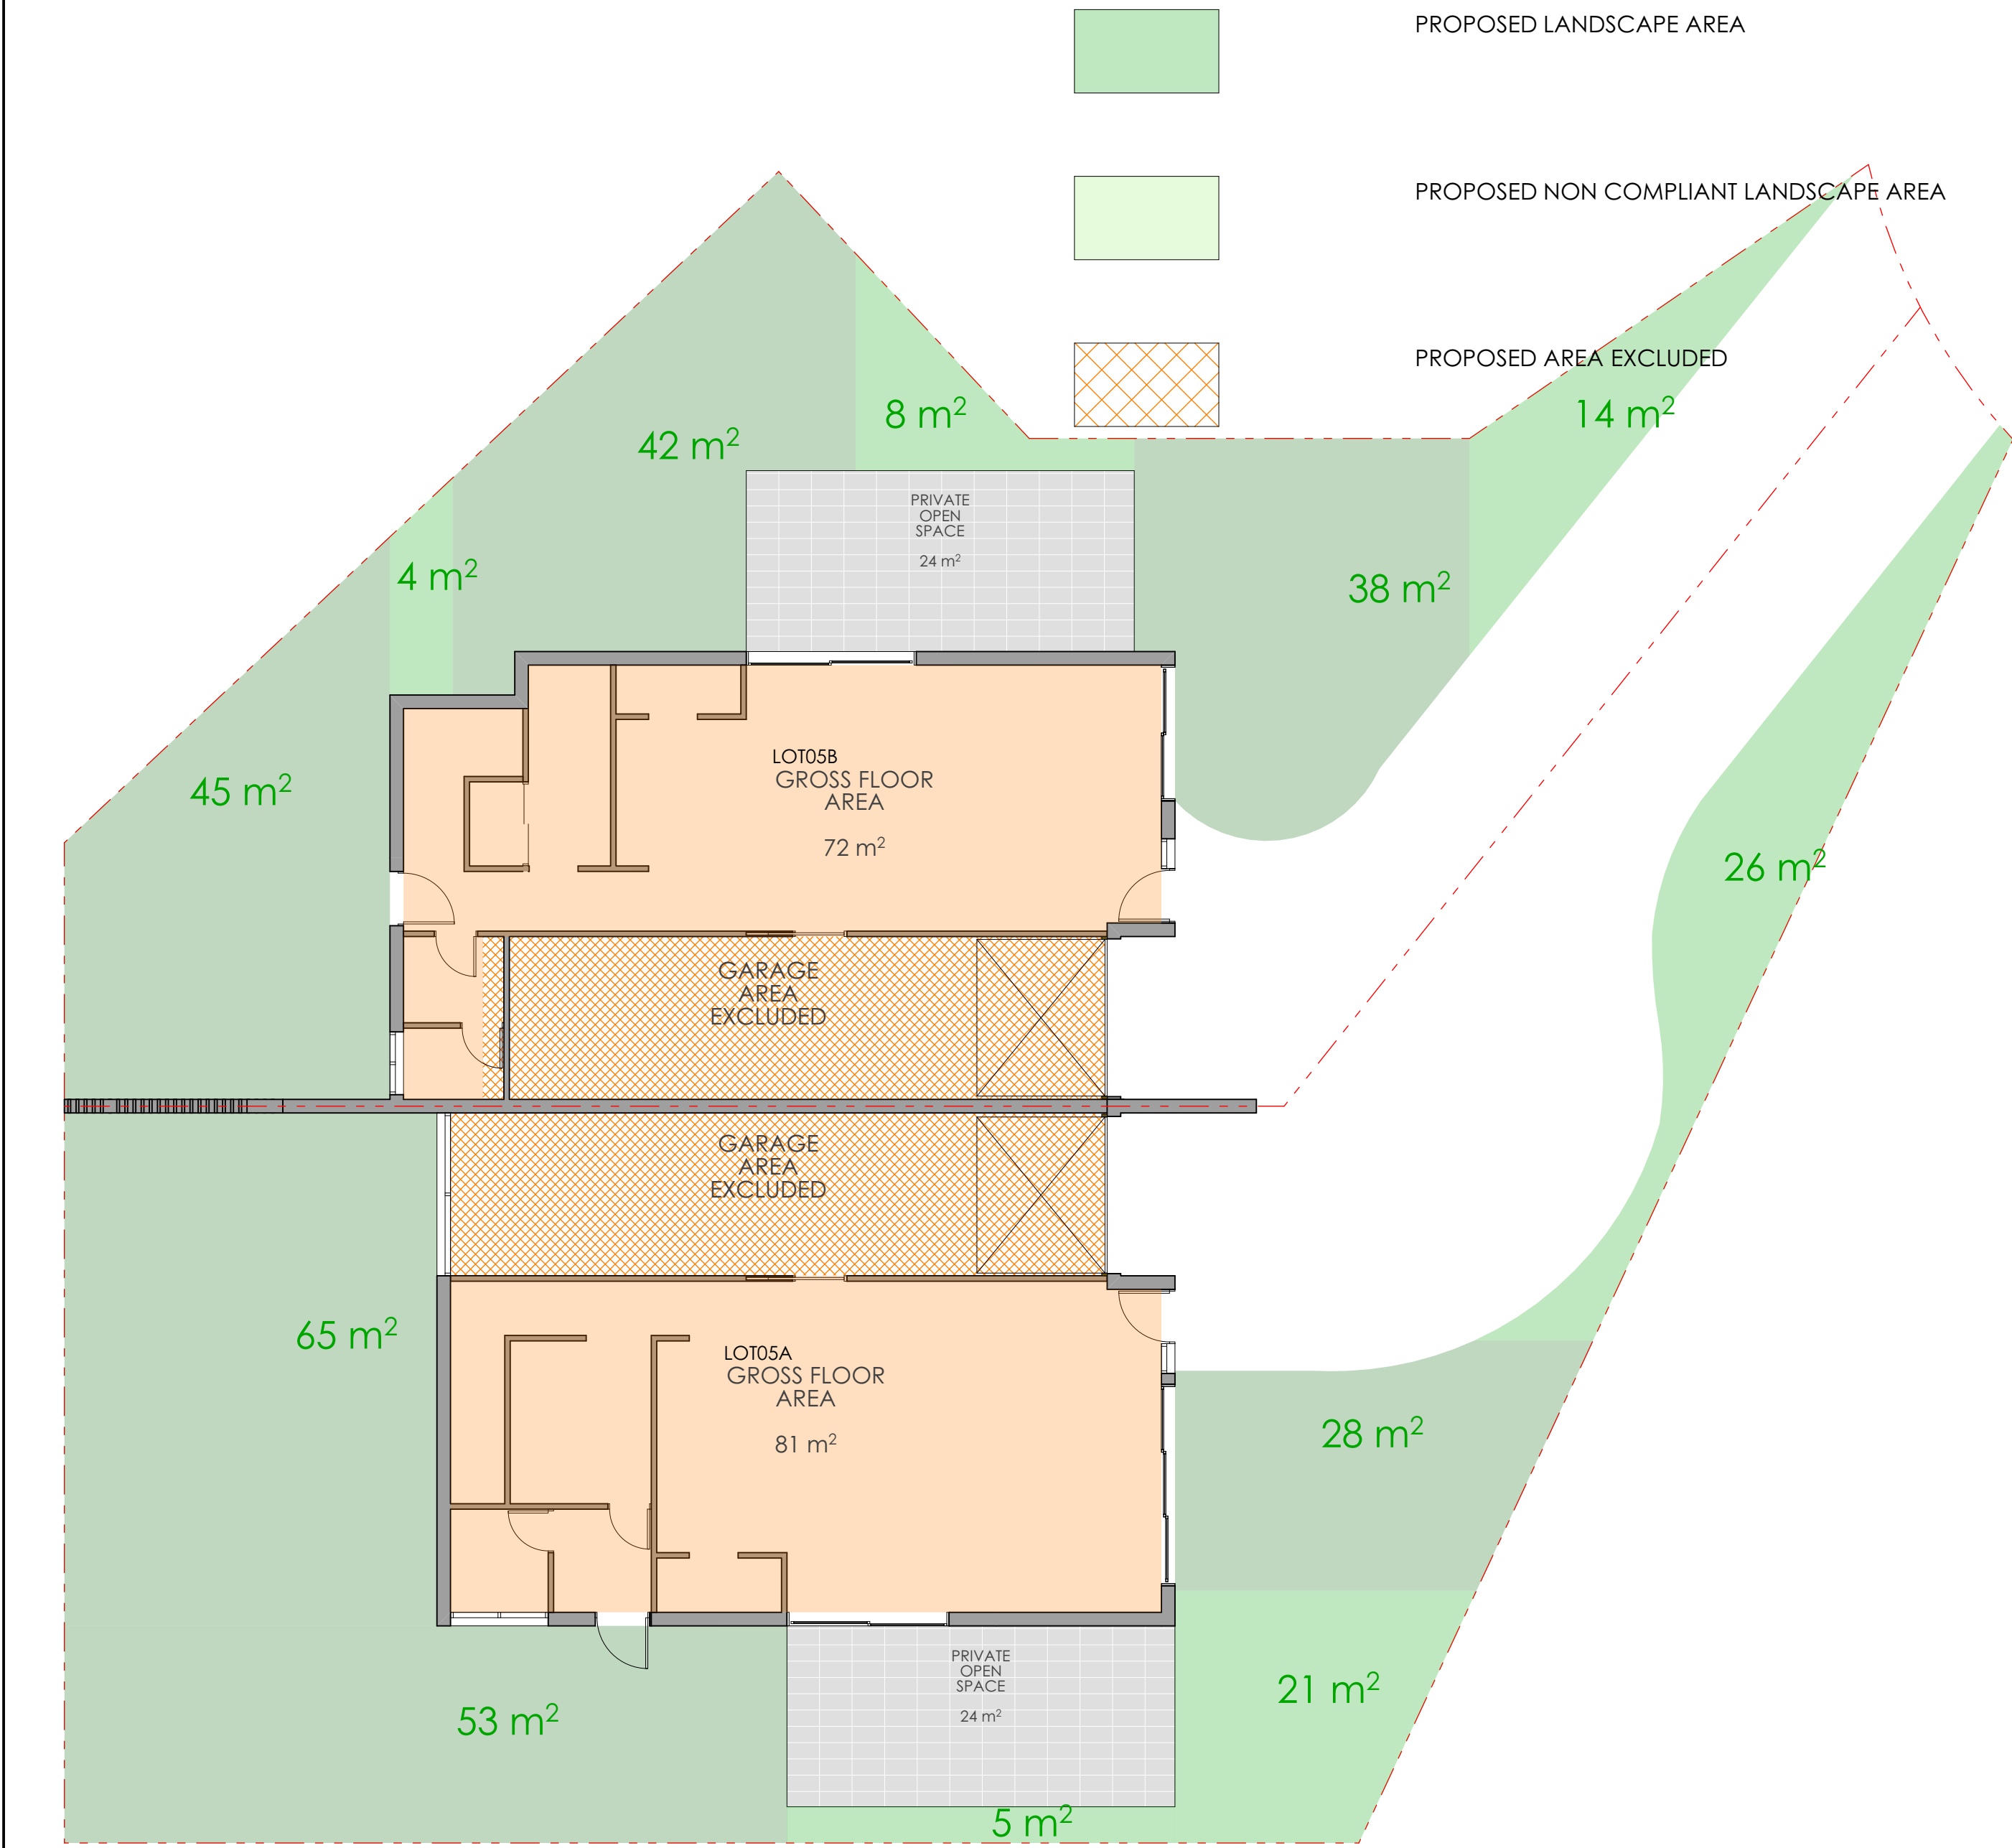 PROPOSED LANDSCAPE AREA
PROPOSED NON COMPLIANT LANDSCAPE AREA
PROPOSED AREA EXCLUDED
8 m²
14 m²
42 m²
PRIVATE
OPEN
SPACE
24 m²
4 m²
38 m²
45 m²
LOT05B
GROSS FLOOR
AREA
72 m²
26 m²
GARAGE
AREA
EXCLUDED
GARAGE
AREA
EXCLUDED
65 m²
LOT05A
GROSS FLOOR
AREA
81 m²
28 m²
PRIVATE
OPEN
SPACE
24 m²
21 m²
53 m²
5 m²